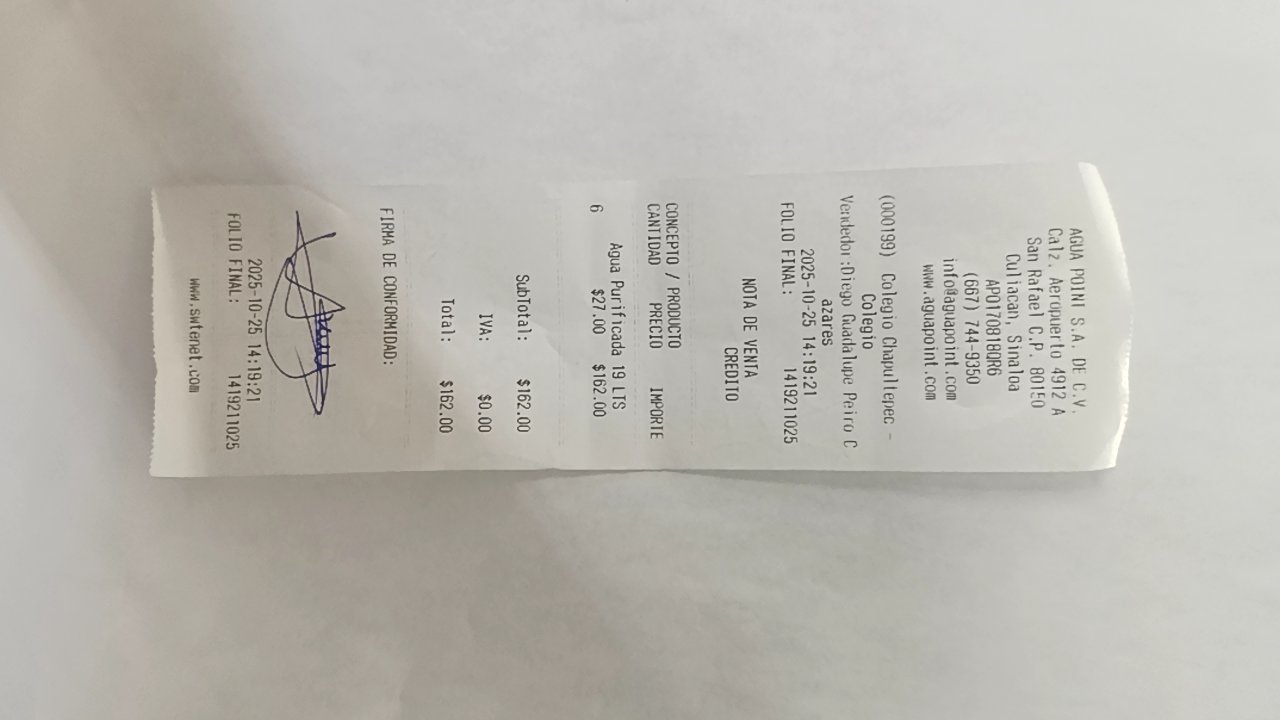 AGUA POINT S.A. DE C.V.
Calz. Aeropuerto 4912 A
San Rafael C.P. 80150
Culiacan, Sinaloa
APO170818QR6
(667) 744-9350
info@aguapoint.com
www.aguapoint.com
(000199) Colegio Chapultepec -
Colegio
Vendedor:Diego Guadalupe Peiro C
azares
2025-10-25 14:19:21
FOLIO FINAL: 1419211025
NOTA DE VENTA
CREDITO
CONCEPTO / PRODUCTO
CANTIDAD PRECIO IMPORTE
Agua Purificada 19 LTS
6 $27.00 $162.00
SubTotal: $162.00
IVA: $0.00
Total: $162.00
FIRMA DE CONFORMIDAD:
2025-10-25 14:19:21
FOLIO FINAL: 1419211025
www.swtenet.com